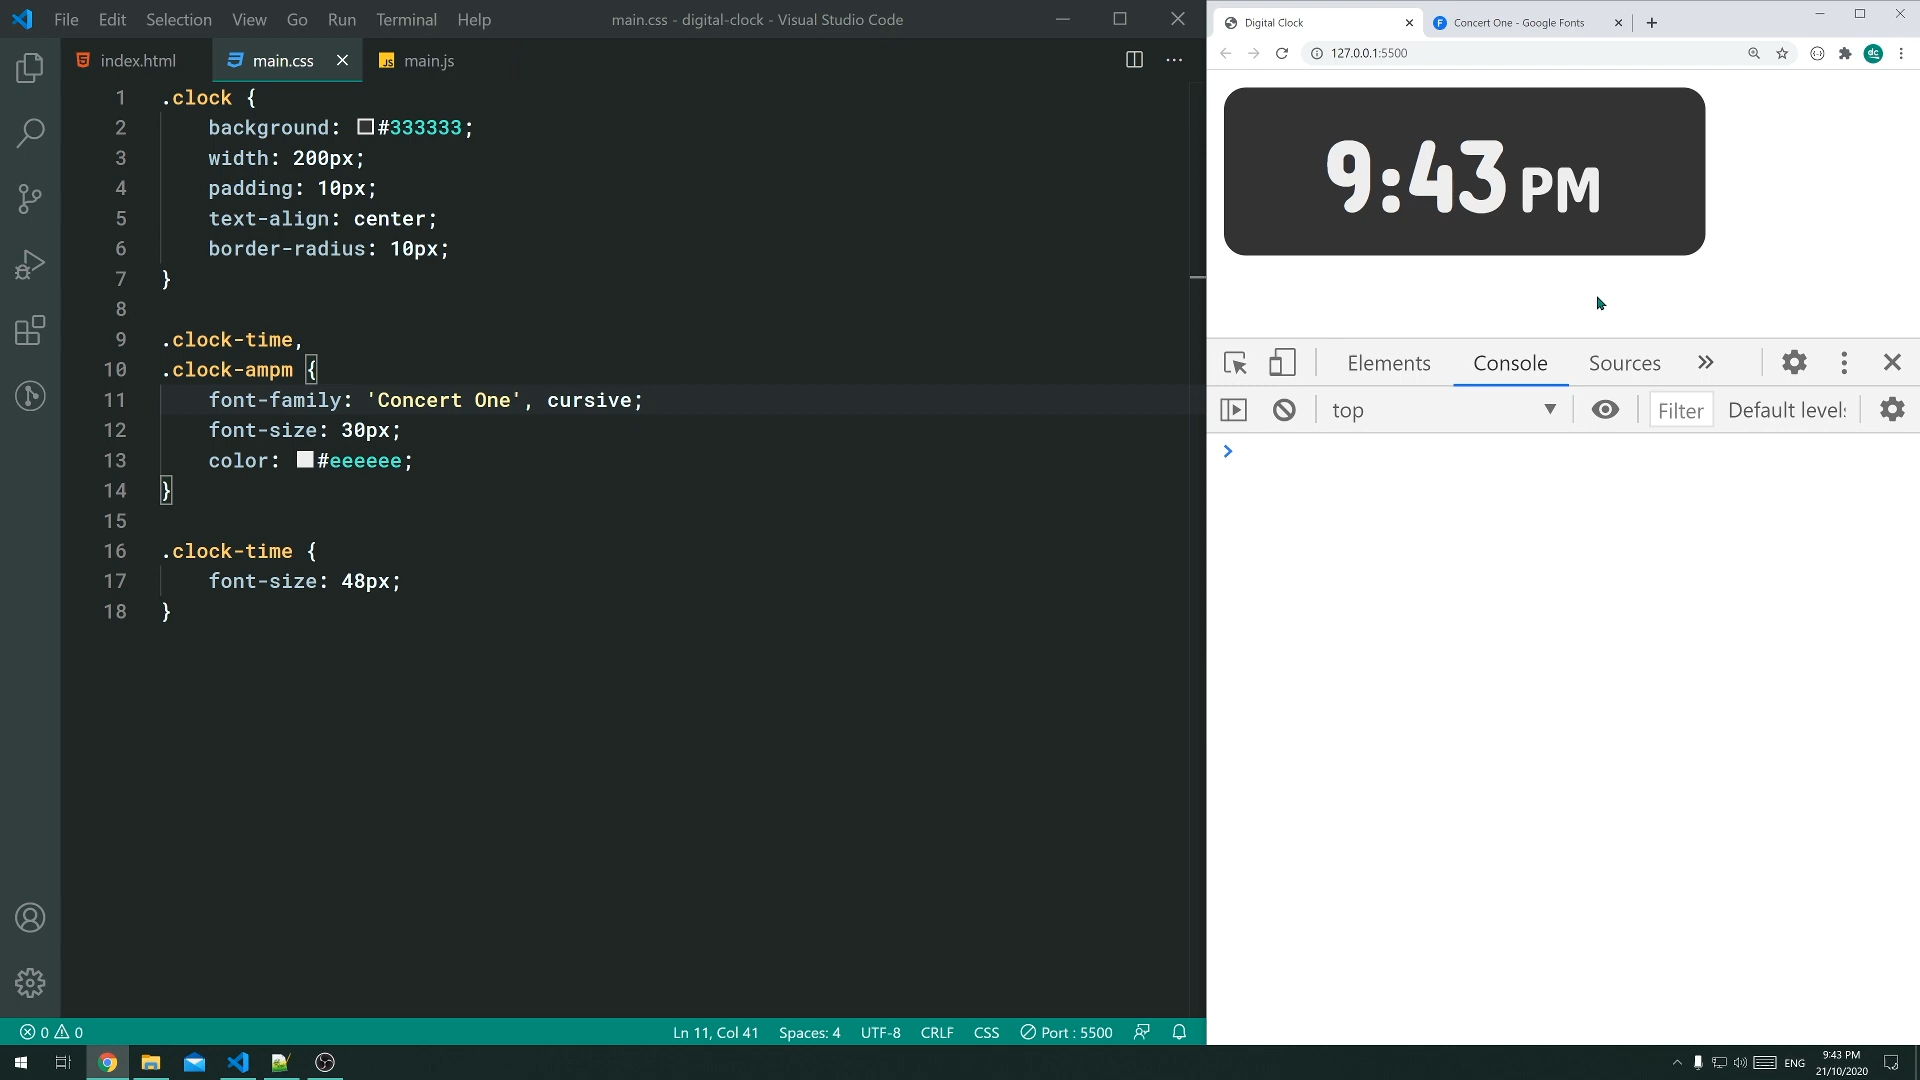 File Edit Selection View Go Run Terminal Help
main.css - digital-clock - Visual Studio Code
index.html
main.css
JS main.js
1 .clock {
2 background: #333333;
3 width: 200px;
4 padding: 10px;
5 text-align: center;
6 border-radius: 10px;
7 }
8
9 .clock-time,
10 .clock-ampm {
11 font-family: 'Concert One', cursive;
12 font-size: 30px;
13 color: #eeeeee;
14 }
15
16 .clock-time {
17 font-size: 48px;
18 }
0 0
Ln 11, Col 41 Spaces: 4 UTF-8 CRLF CSS Port : 5500
Digital Clock
F Concert One - Google Fonts
127.0.0.1:5500
dc
9:43 PM
Elements Console Sources
top Filter Default level
ENG
9:43 PM
21/10/2020